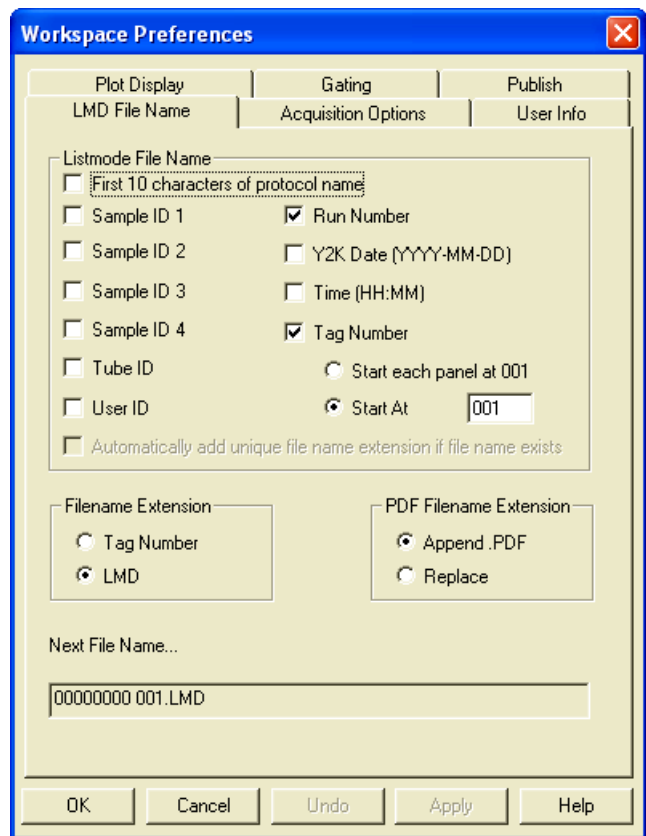 Workspace Preferences
Plot Display Gating Publish
LMD File Name Acquisition Options User Info
Listmode File Name
First 10 characters of protocol name
Sample ID 1 Run Number
Sample ID 2 Y2K Date (YYYY-MM-DD)
Sample ID 3 Time (HH:MM)
Sample ID 4 Tag Number
Tube ID Start each panel at 001
User ID Start At 001
Automatically add unique file name extension if file name exists
Filename Extension PDF Filename Extension
Tag Number Append .PDF
LMD Replace
Next File Name...
00000000 001.LMD
OK Cancel Undo Apply Help